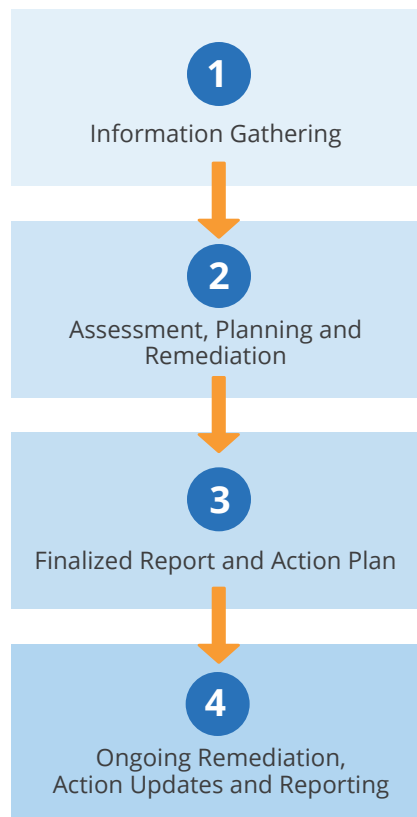 1
Information Gathering
2
Assessment, Planning and
Remediation
3
Finalized Report and Action Plan
4
Ongoing Remediation,
Action Updates and Reporting